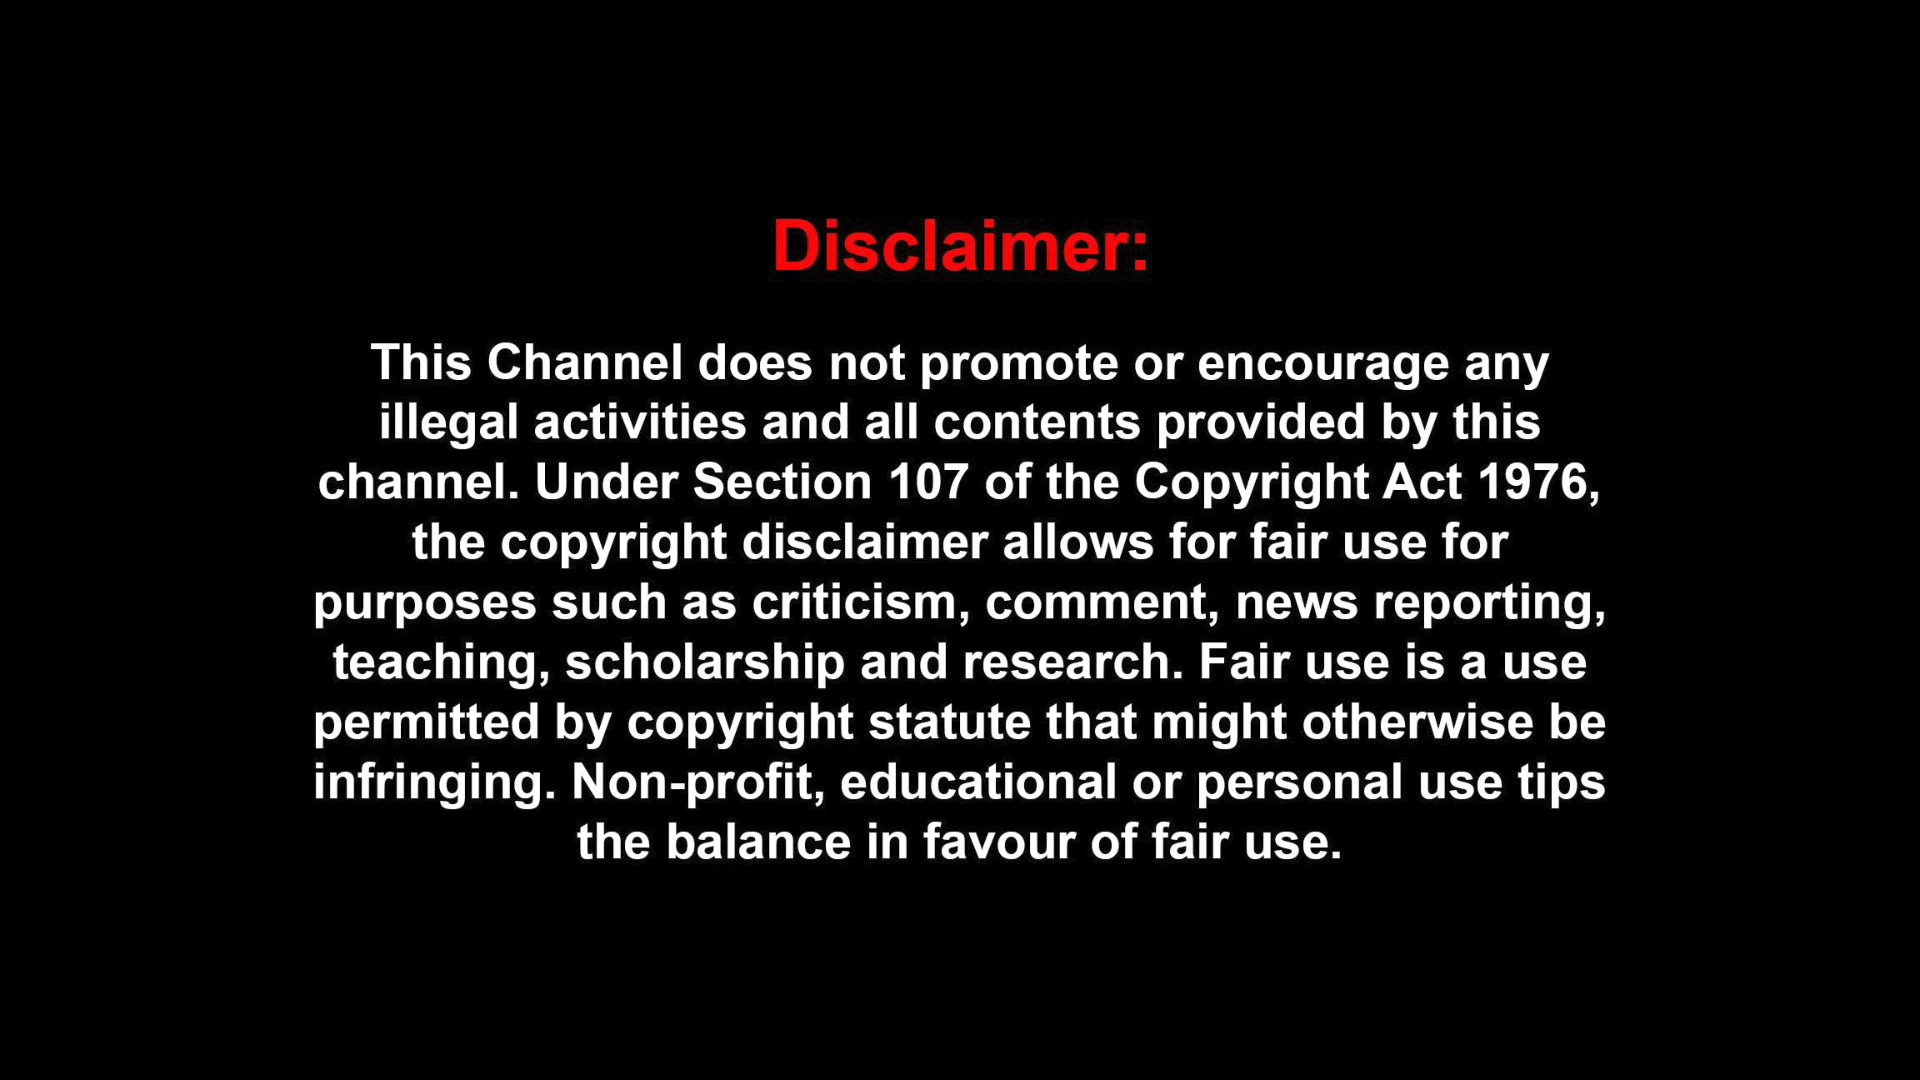 Disclaimer:
This Channel does not promote or encourage any
illegal activities and all contents provided by this
channel. Under Section 107 of the Copyright Act 1976,
the copyright disclaimer allows for fair use for
purposes such as criticism, comment, news reporting,
teaching, scholarship and research. Fair use is a use
permitted by copyright statute that might otherwise be
infringing. Non-profit, educational or personal use tips
the balance in favour of fair use.